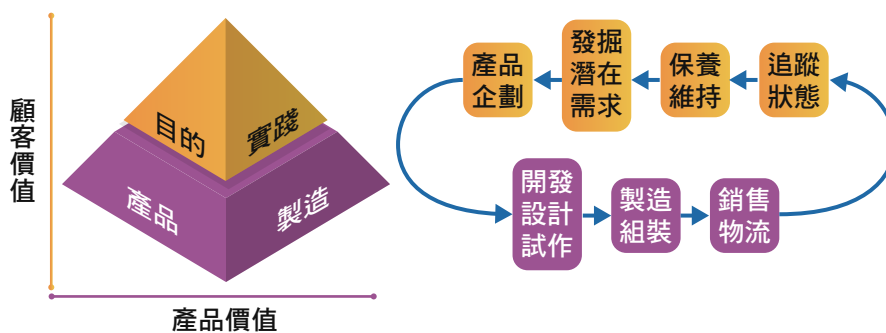 顧客價值
目的
實踐
產品
製造
產品價值
產品
企劃
發掘
潛在
需求
保養
維持
追蹤
狀態
開發
設計
試作
製造
組裝
銷售
物流